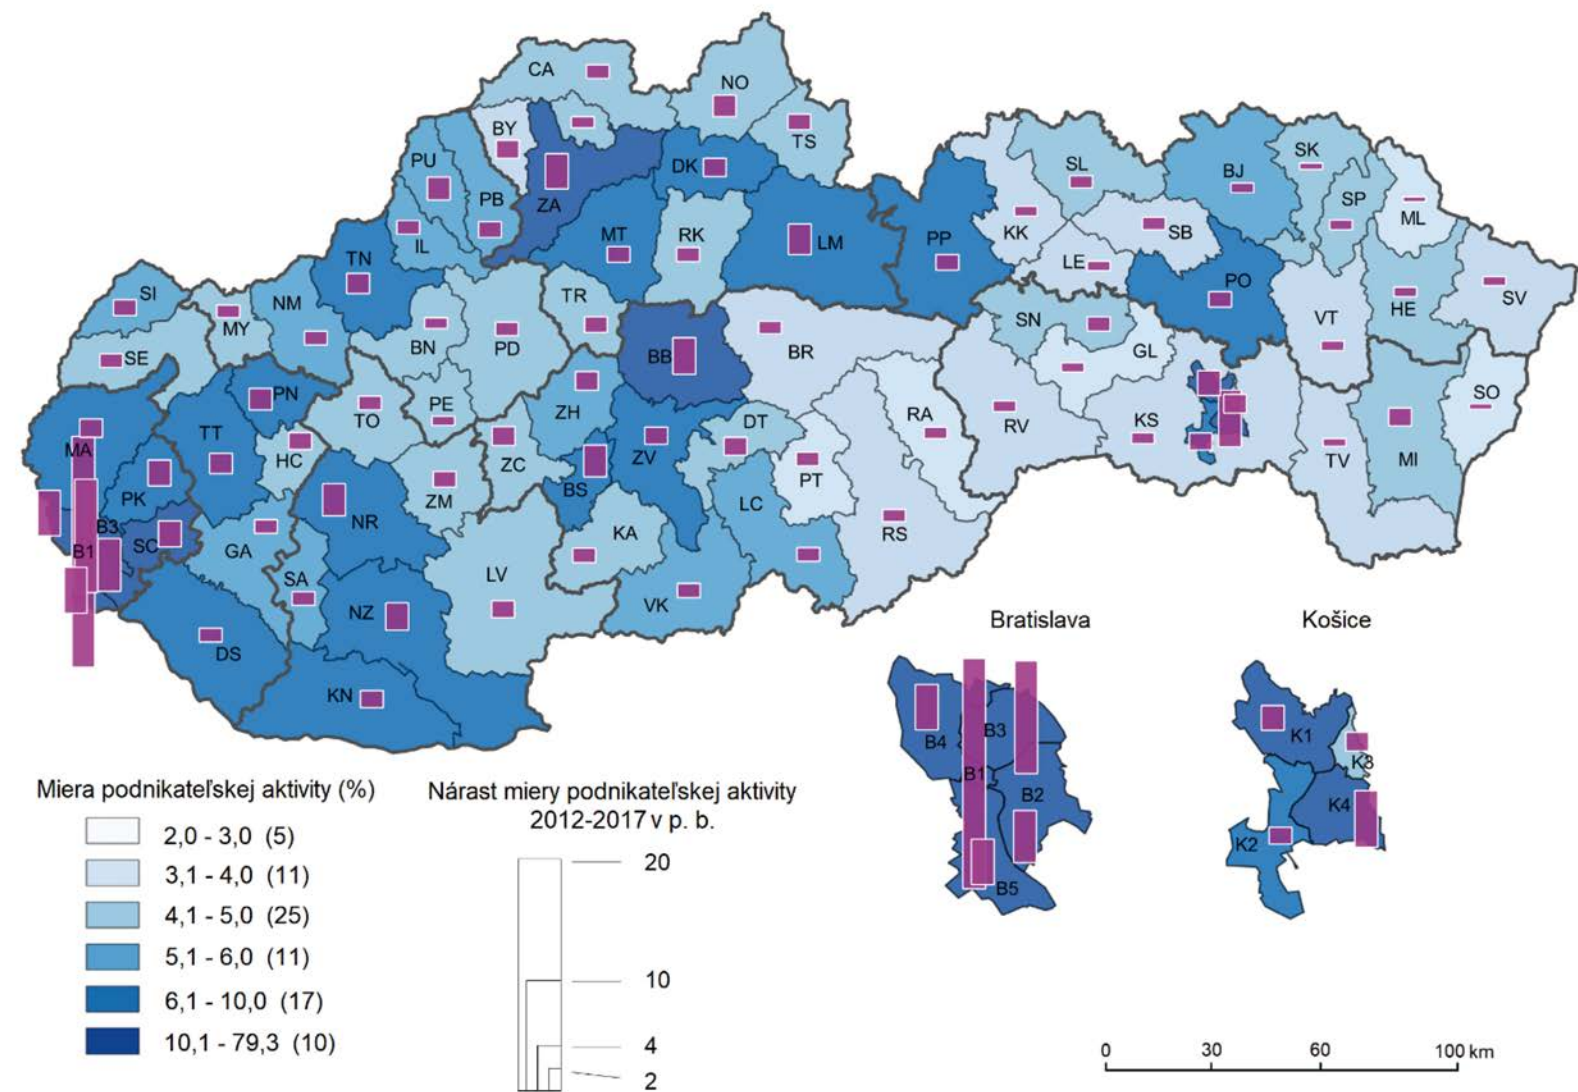 CA
NO
BY
TS
PU
DK
SL
SK
BJ
PB
ZA
SP
ML
IL
MT
RK
LM
PP
KK
SB
TN
LE
PO
SI
NM
TR
HE
SV
MY
BN
PD
SN
VT
SE
BB
BR
GL
PN
PE
ZH
RA
SO
TT
TO
DT
RV
KS
MA
HC
ZC
ZV
PT
TV
MI
PK
ZM
BS
LC
B3
NR
RS
SC
GA
KA
B1
SA
LV
NZ
VK
DS
KN
Bratislava
Košice
B4
B3
K1
B1
K3
B2
K4
K2
B5
Miera podnikateľskej aktivity (%)
2,0 - 3,0 (5)
3,1 - 4,0 (11)
4,1 - 5,0 (25)
5,1 - 6,0 (11)
6,1 - 10,0 (17)
10,1 - 79,3 (10)
Nárast miery podnikateľskej aktivity
2012-2017 v p. b.
20
10
4
2
0 30 60 100 km